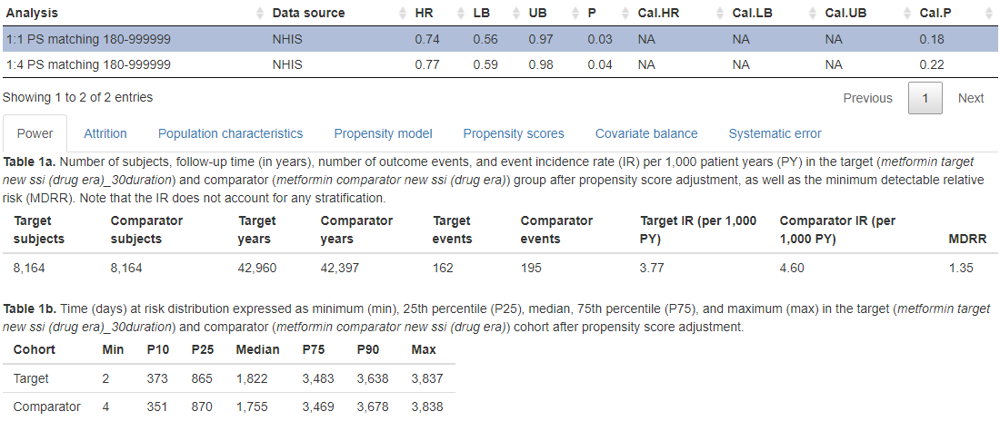 Analysis Data source HR LB UB P Cal.HR Cal.LB Cal.UB Cal.P
1:1 PS matching 180-999999 NHIS 0.74 0.56 0.97 0.03 NA NA NA 0.18
1:4 PS matching 180-999999 NHIS 0.77 0.59 0.98 0.04 NA NA NA 0.22
Showing 1 to 2 of 2 entries Previous 1 Next
Power Attrition Population characteristics Propensity model Propensity scores Covariate balance Systematic error
Table 1a. Number of subjects, follow-up time (in years), number of outcome events, and event incidence rate (IR) per 1,000 patient years (PY) in the target (metformin target
new ssi (drug era)_30duration) and comparator (metformin comparator new ssi (drug era)) group after propensity score adjustment, as well as the minimum detectable relative
risk (MDRR). Note that the IR does not account for any stratification.
Target Comparator Target Comparator Target Comparator Target IR (per 1,000 Comparator IR (per
subjects subjects years years events events PY) 1,000 PY) MDRR
8,164 8,164 42,960 42,397 162 195 3.77 4.60 1.35
Table 1b. Time (days) at risk distribution expressed as minimum (min), 25th percentile (P25), median, 75th percentile (P75), and maximum (max) in the target (metformin target
new ssi (drug era)_30duration) and comparator (metformin comparator new ssi (drug era)) cohort after propensity score adjustment.
Cohort Min P10 P25 Median P75 P90 Max
Target 2 373 865 1,822 3,483 3,638 3,837
Comparator 4 351 870 1,755 3,469 3,678 3,838